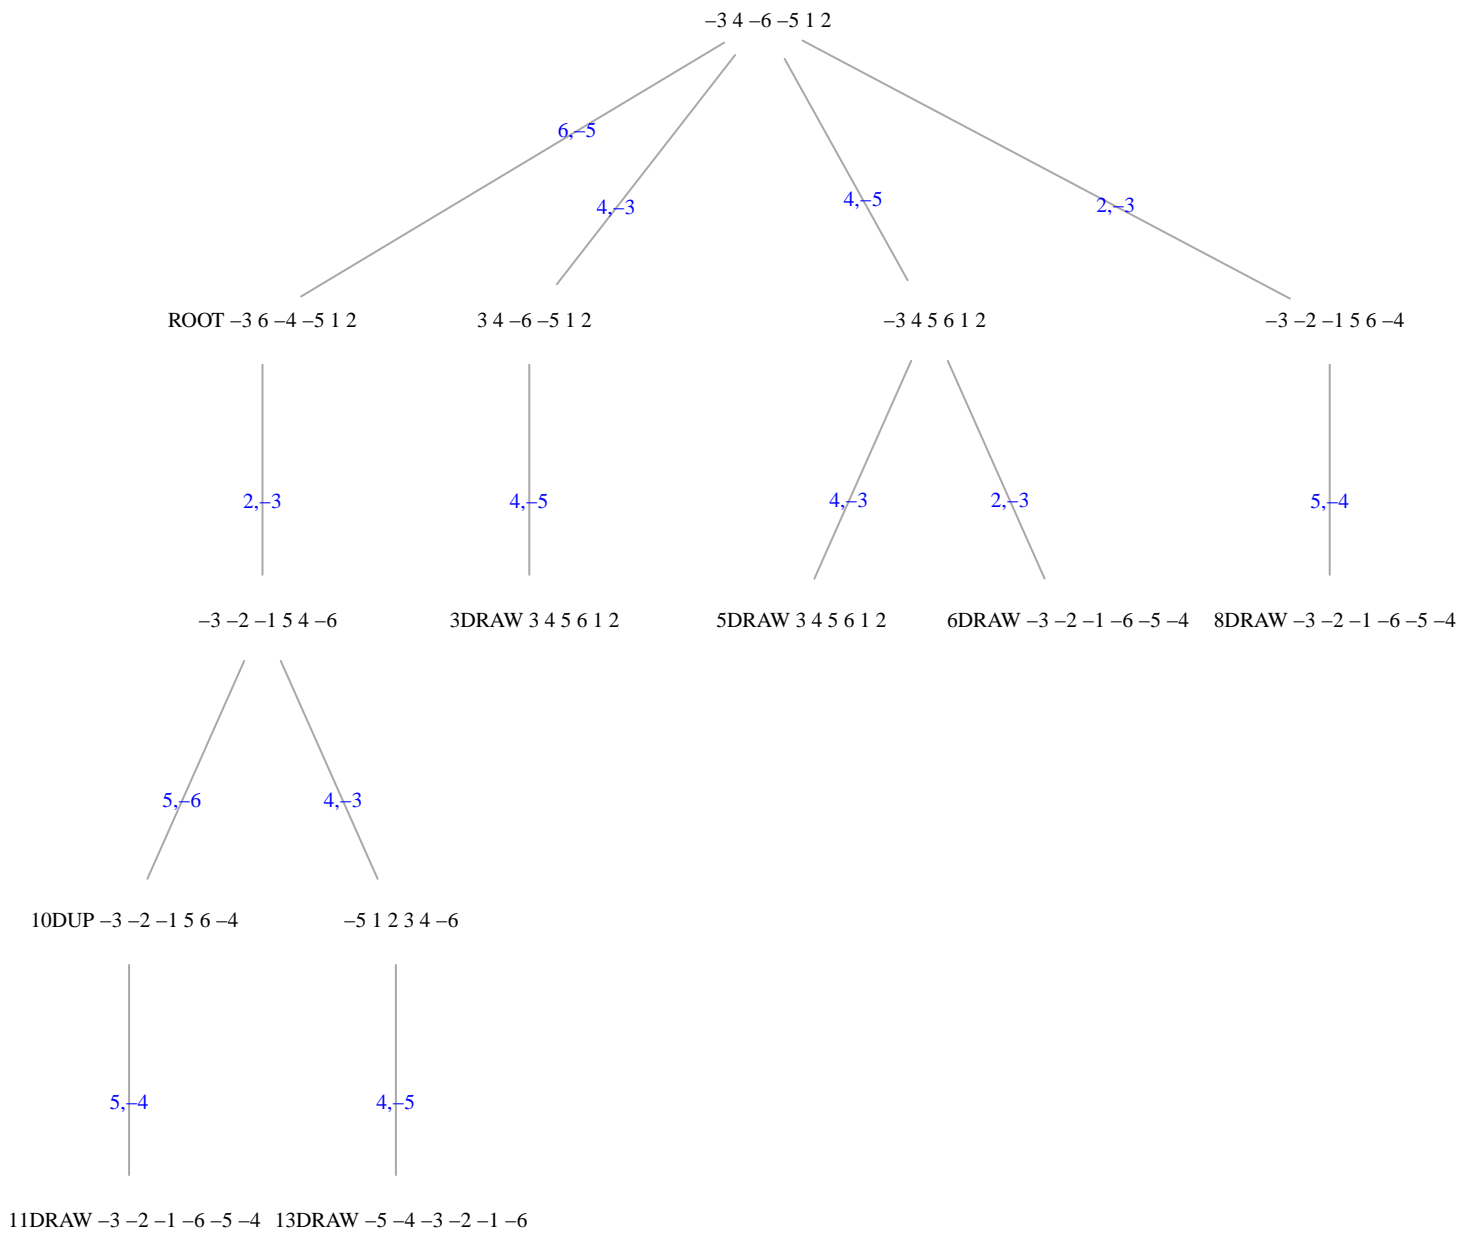 –3 4 –6 –5 1 2
6,–5
4,–3
4,–5
2,–3
ROOT –3 6 –4 –5 1 2
3 4 –6 –5 1 2
–3 4 5 6 1 2
–3 –2 –1 5 6 –4
2,–3
4,–5
4,–3
2,–3
5,–4
–3 –2 –1 5 4 –6
3DRAW 3 4 5 6 1 2
5DRAW 3 4 5 6 1 2
6DRAW –3 –2 –1 –6 –5 –4
8DRAW –3 –2 –1 –6 –5 –4
5,–6
4,–3
10DUP –3 –2 –1 5 6 –4
–5 1 2 3 4 –6
5,–4
4,–5
11DRAW –3 –2 –1 –6 –5 –4
13DRAW –5 –4 –3 –2 –1 –6